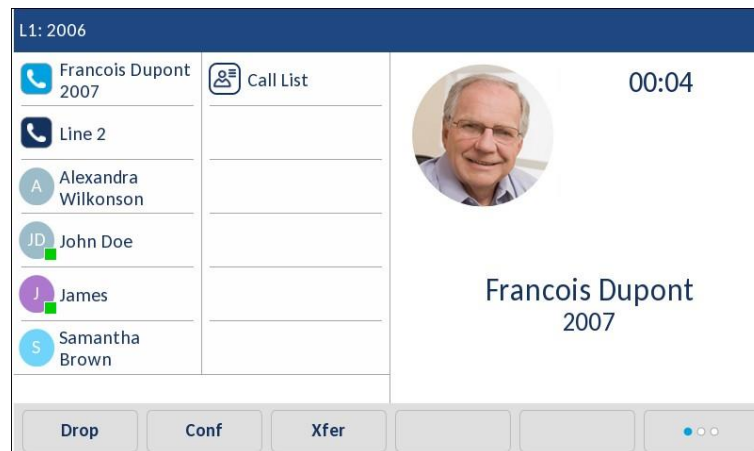 L1: 2006
Francois Dupont
2007
Line 2
A
Alexandra
Wilkonson
JD
John Doe
J
James
S
Samantha
Brown
Call List
00:04
Francois Dupont
2007
Drop
Conf
Xfer